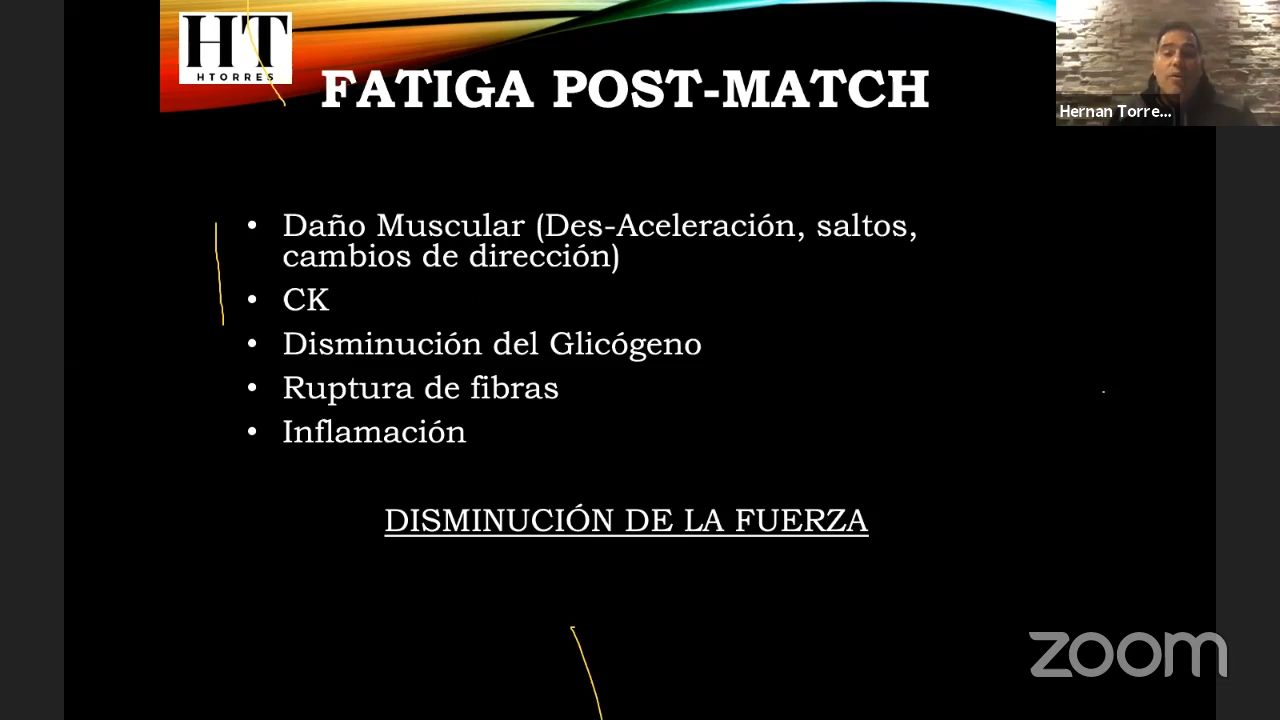 HT
HTORRES
FATIGA POST-MATCH
Hernan Torre...
• Daño Muscular (Des-Aceleración, saltos,
cambios de dirección)
• CK
• Disminución del Glicógeno
• Ruptura de fibras
• Inflamación
DISMINUCIÓN DE LA FUERZA
zoom